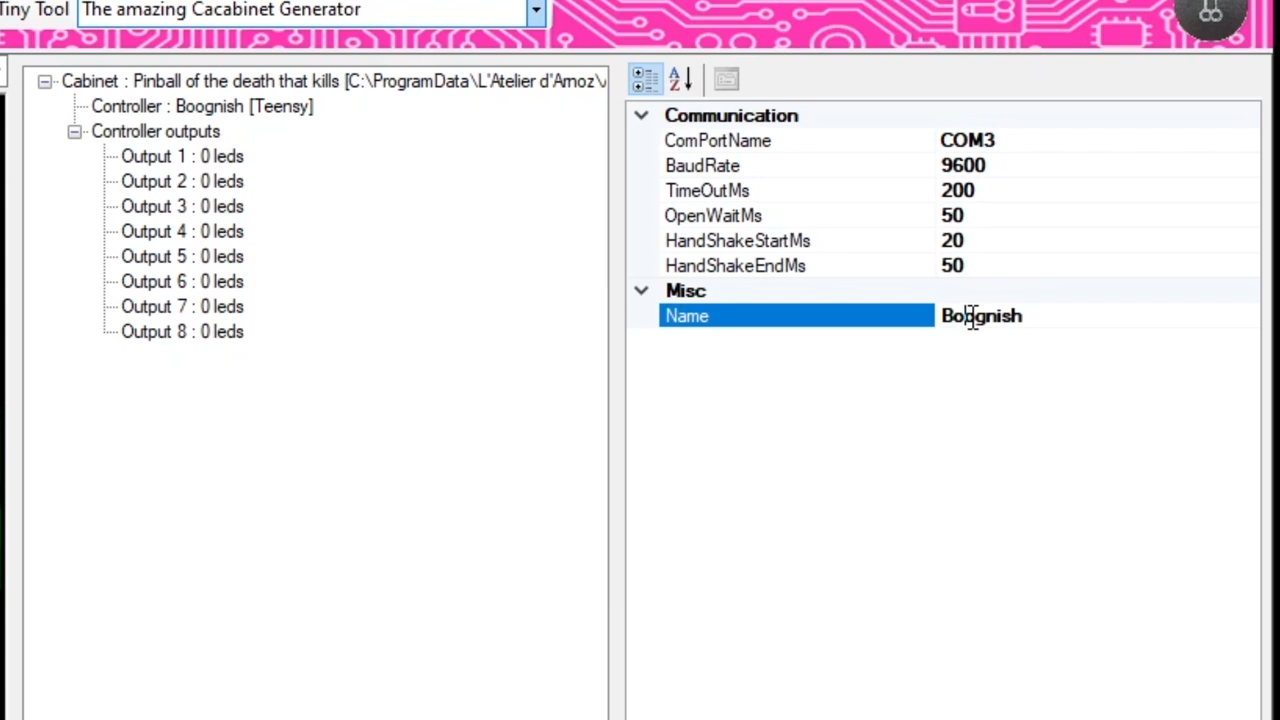 Tiny Tool The amazing Cacabinet Generator
Cabinet : Pinball of the death that kills [C:\ProgramData\L'Atelier d'Amoz\
Controller : Boognish [Teensy]
Controller outputs
Output 1 : 0 leds
Output 2 : 0 leds
Output 3 : 0 leds
Output 4 : 0 leds
Output 5 : 0 leds
Output 6 : 0 leds
Output 7 : 0 leds
Output 8 : 0 leds
Communication
ComPortName COM3
BaudRate 9600
TimeOutMs 200
OpenWaitMs 50
HandShakeStartMs 20
HandShakeEndMs 50
Misc
Name Boognish